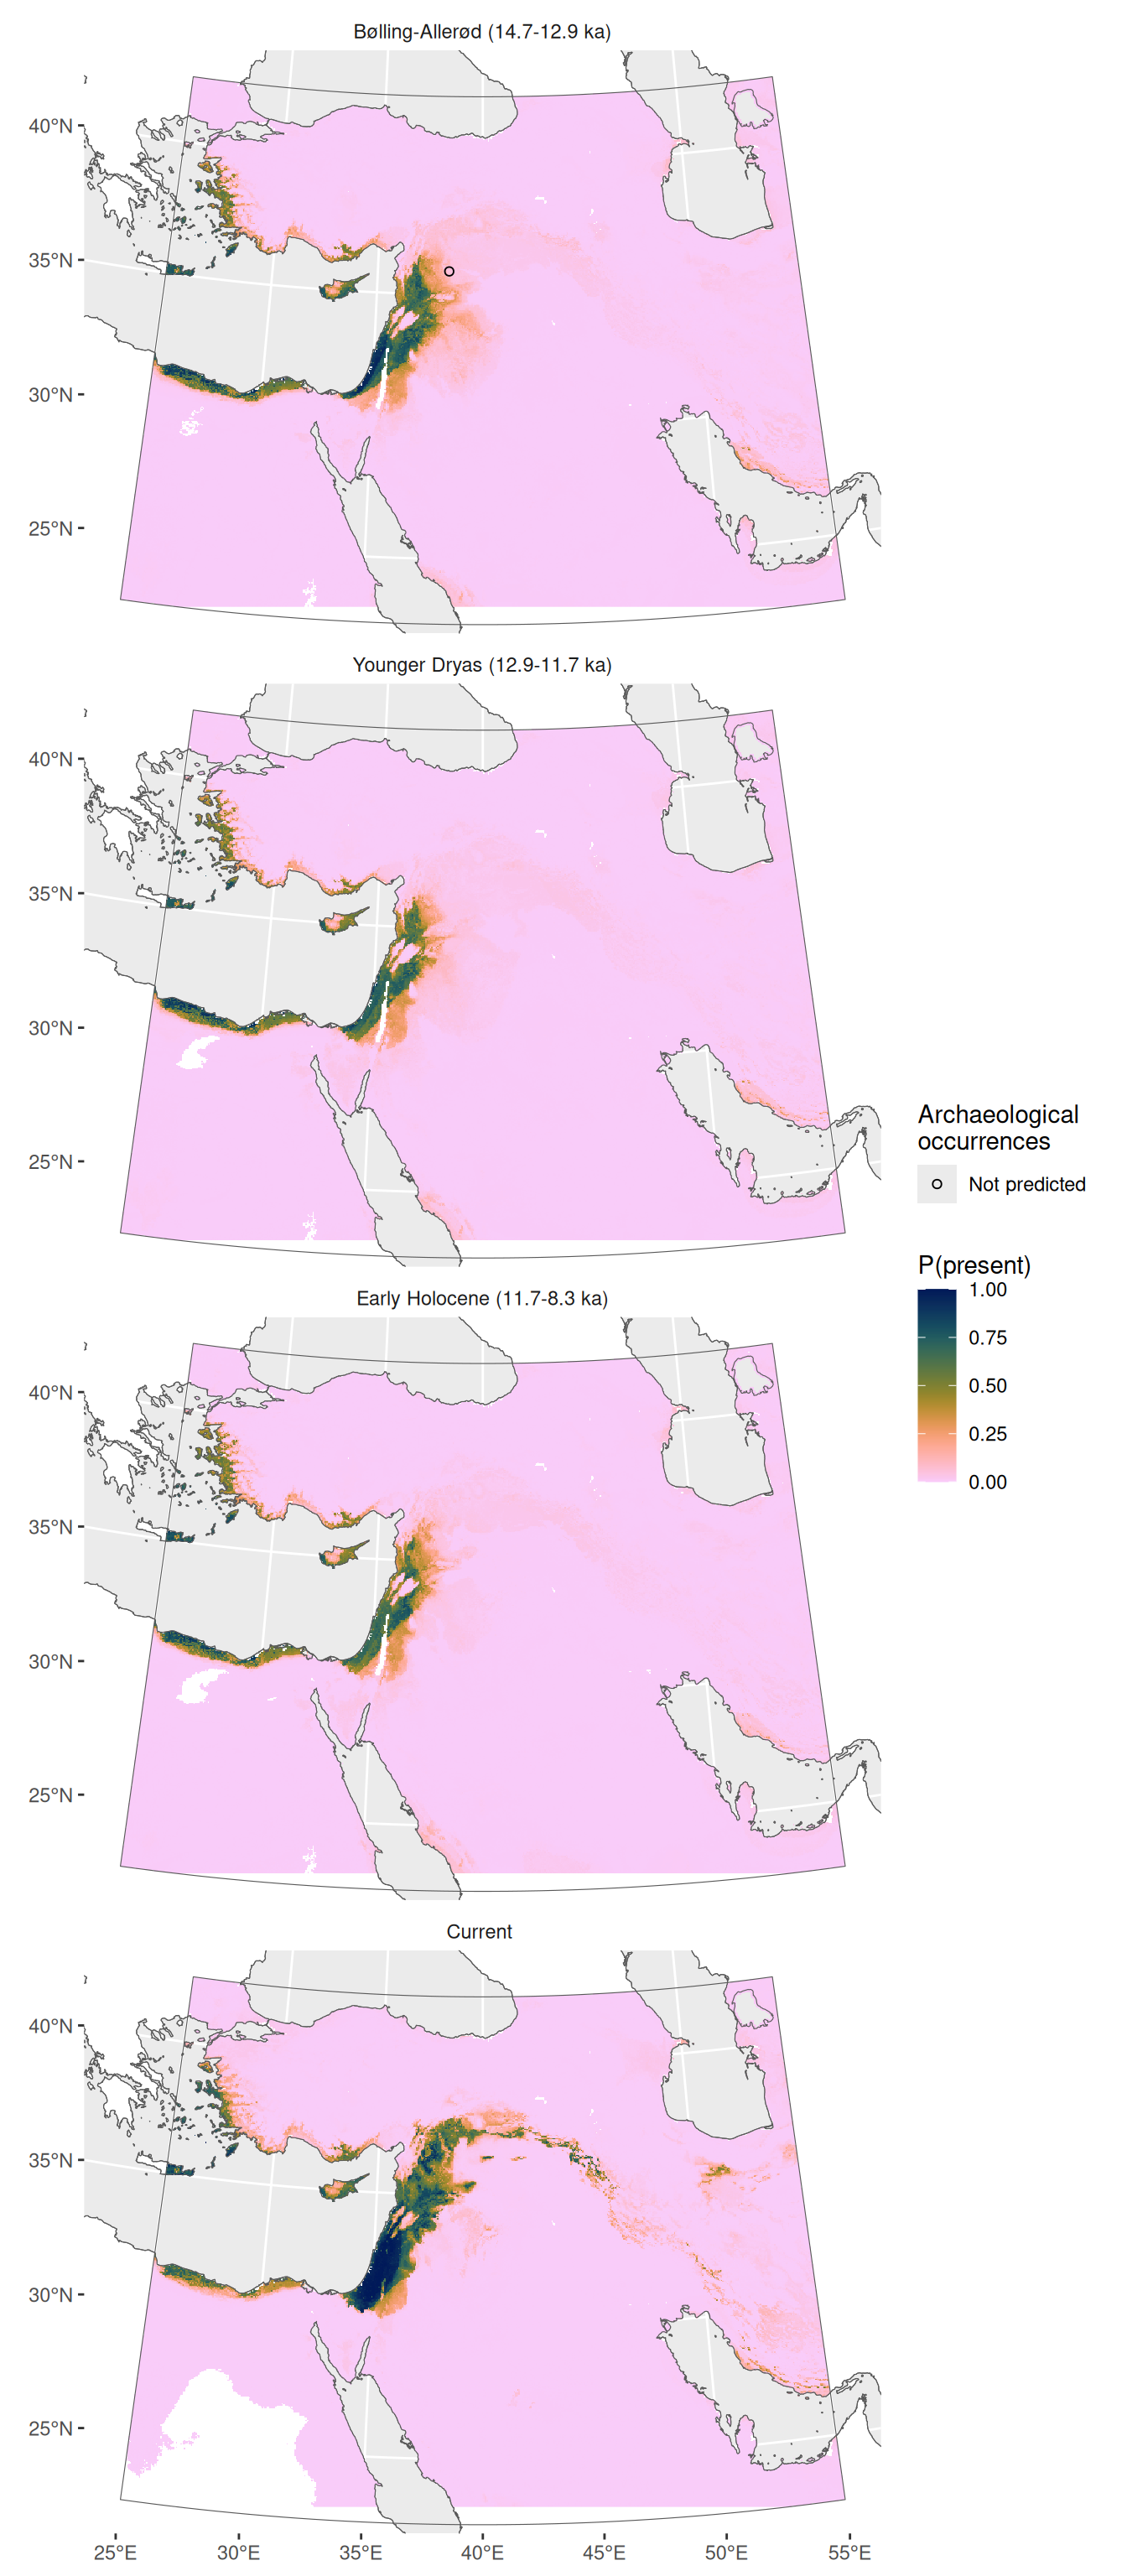 Bølling-Allerød (14.7-12.9 ka)
40°N
35°N
30°N
25°N
Younger Dryas (12.9-11.7 ka)
40°N
35°N
30°N
25°N
Archaeological
occurrences
Not predicted
P(present)
1.00
0.75
0.50
0.25
0.00
Early Holocene (11.7-8.3 ka)
40°N
35°N
30°N
25°N
Current
40°N
35°N
30°N
25°N
25°E 30°E 35°E 40°E 45°E 50°E 55°E